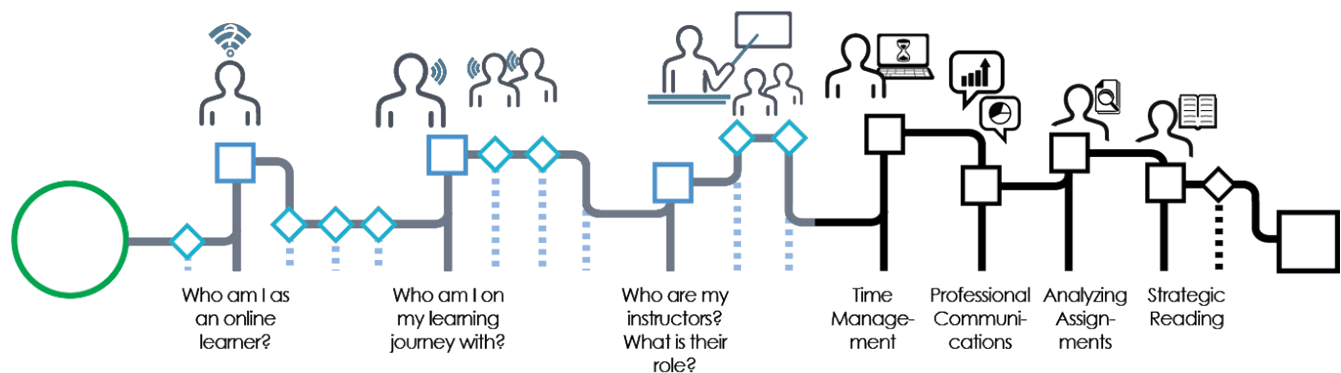 Who am I as
an online
learner?
Who am I on
my learning
journey with?
Who are my
instructors?
What is their
role?
Time
Manage-
ment
Professional
Communi-
cations
Analyzing
Assign-
ments
Strategic
Reading